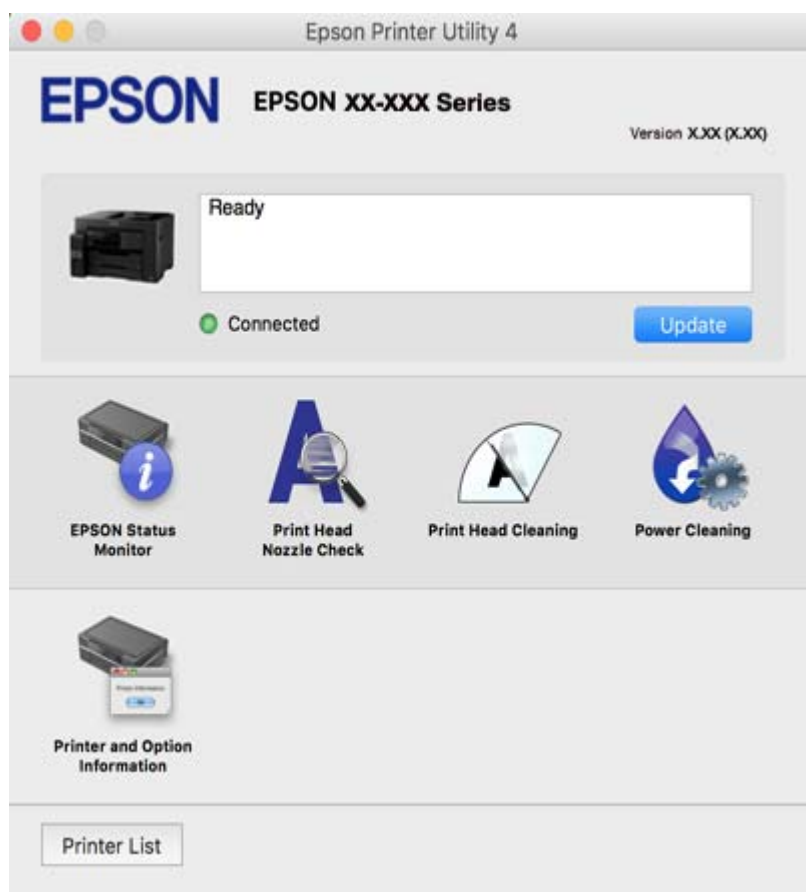 Epson Printer Utility 4
EPSON
EPSON XX-XXX Series
Version X.XX (X.XX)
Ready
Connected
Update
EPSON Status
Monitor
Print Head
Nozzle Check
Print Head Cleaning
Power Cleaning
Printer and Option
Information
Printer List